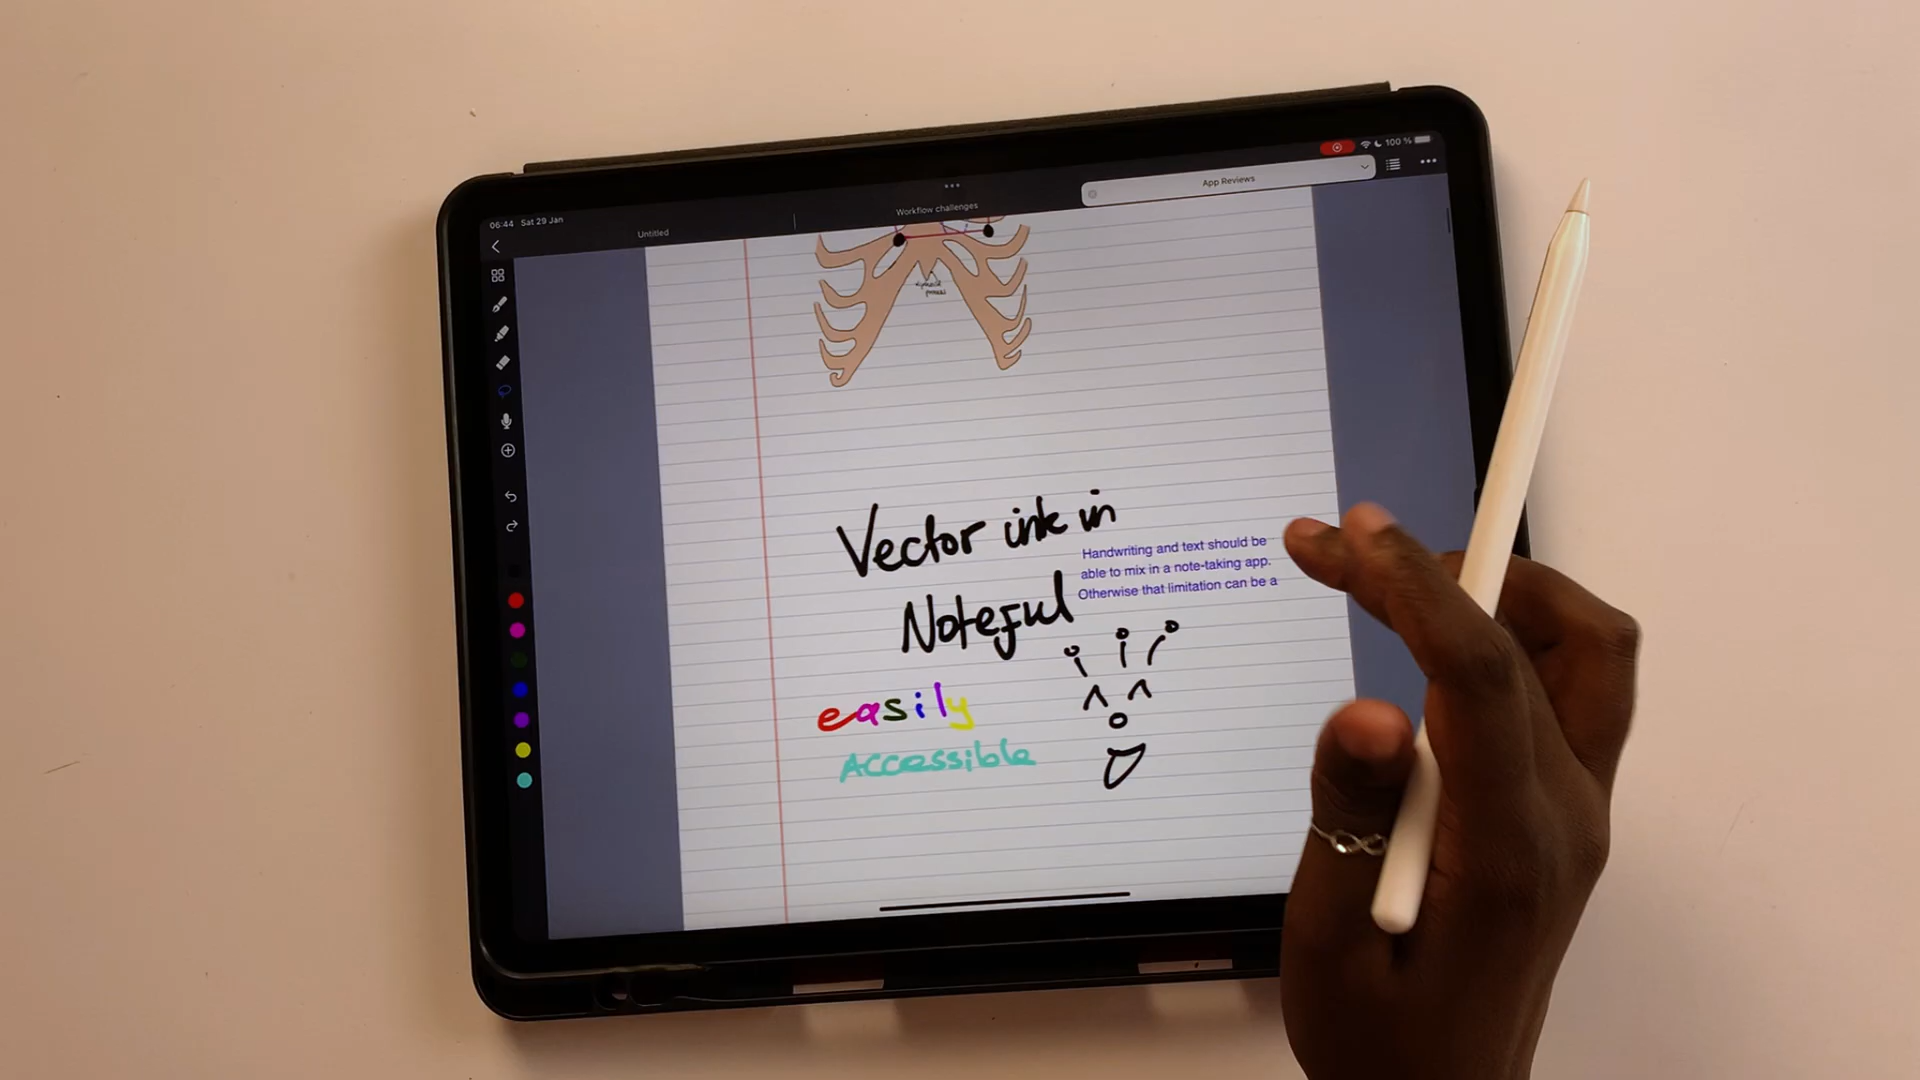 06:44 Sat 29 Jan
100 %
Untitled
Workflow challenges
App Reviews
Vector ink in
Noteful
Handwriting and text should be
able to mix in a note-taking app.
Otherwise that limitation can be a
easily
Accessible